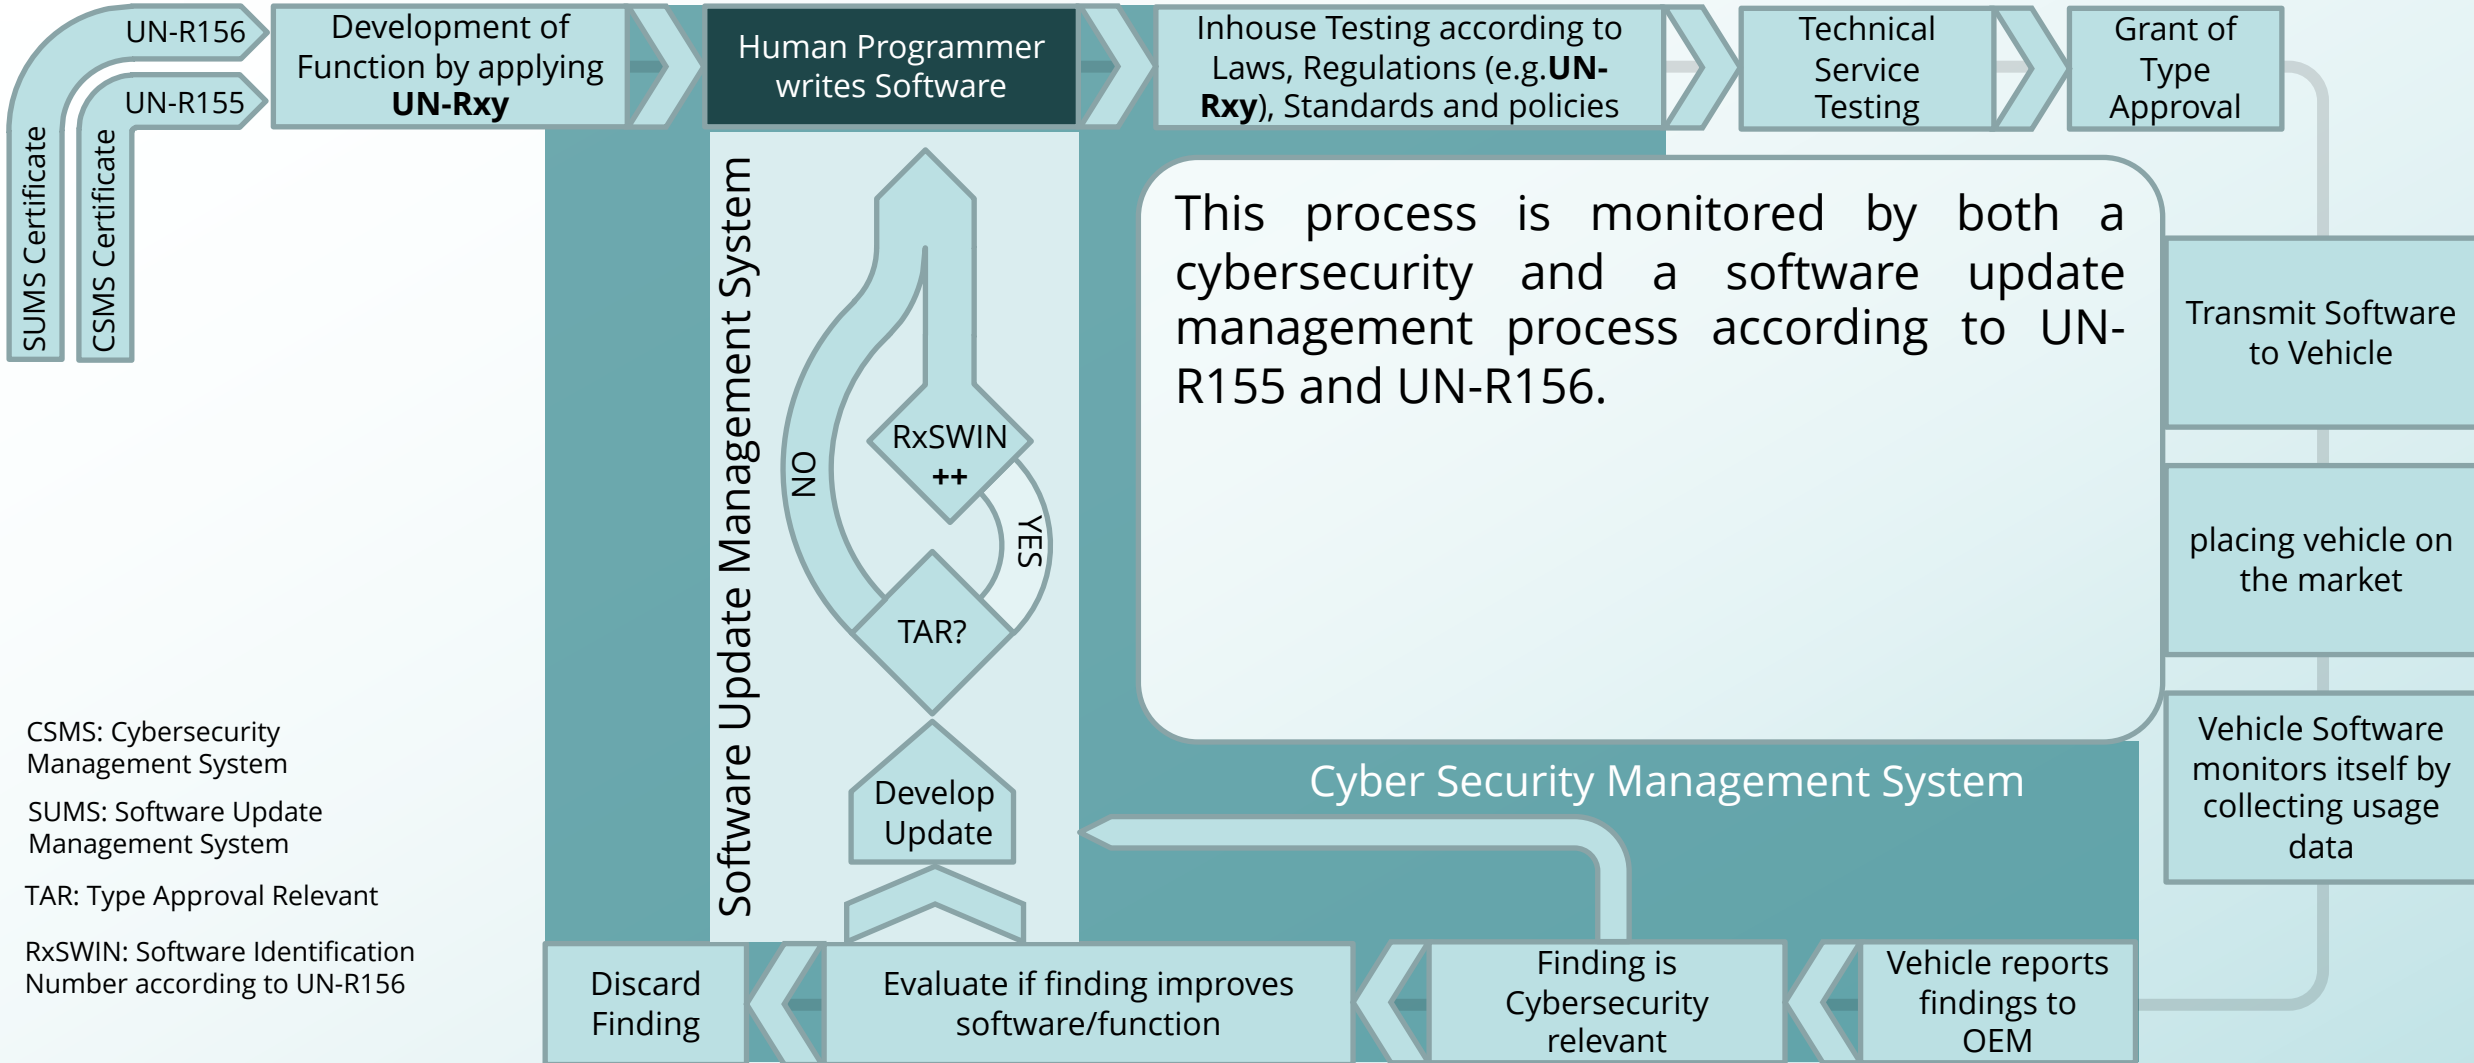 UN-R156
UN-R155
SUMS Certificate
CSMS Certificate
Development of
Function by applying
UN-Rxy
Human Programmer
writes Software
Inhouse Testing according to
Laws, Regulations (e.g.UN-
Rxy), Standards and policies
Technical
Service
Testing
Grant of
Type
Approval
This process is monitored by both a
cybersecurity and a software update
management process according to UN-
R155 and UN-R156.
Transmit Software
to Vehicle
placing vehicle on
the market
Vehicle Software
monitors itself by
collecting usage
data
Software Update Management System
RxSWIN
++
NO
YES
TAR?
Develop
Update
Cyber Security Management System
Discard
Finding
Evaluate if finding improves
software/function
Finding is
Cybersecurity
relevant
Vehicle reports
findings to
OEM
CSMS: Cybersecurity
Management System
SUMS: Software Update
Management System
TAR: Type Approval Relevant
RxSWIN: Software Identification
Number according to UN-R156